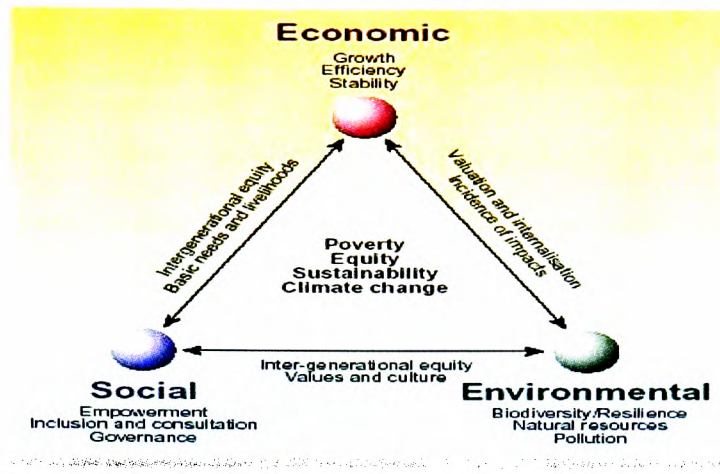 Economic
Growth
Efficiency
Stability
Intergenerational equity
Basic needs and livelihoods
Valuation and internalisation
Incidence of impacts
Poverty
Equity
Sustainability
Climate change
Inter-generational equity
Values and culture
Social
Empowerment
Inclusion and consultation
Governance
Environmental
Biodiversity/Resilience
Natural resources
Pollution